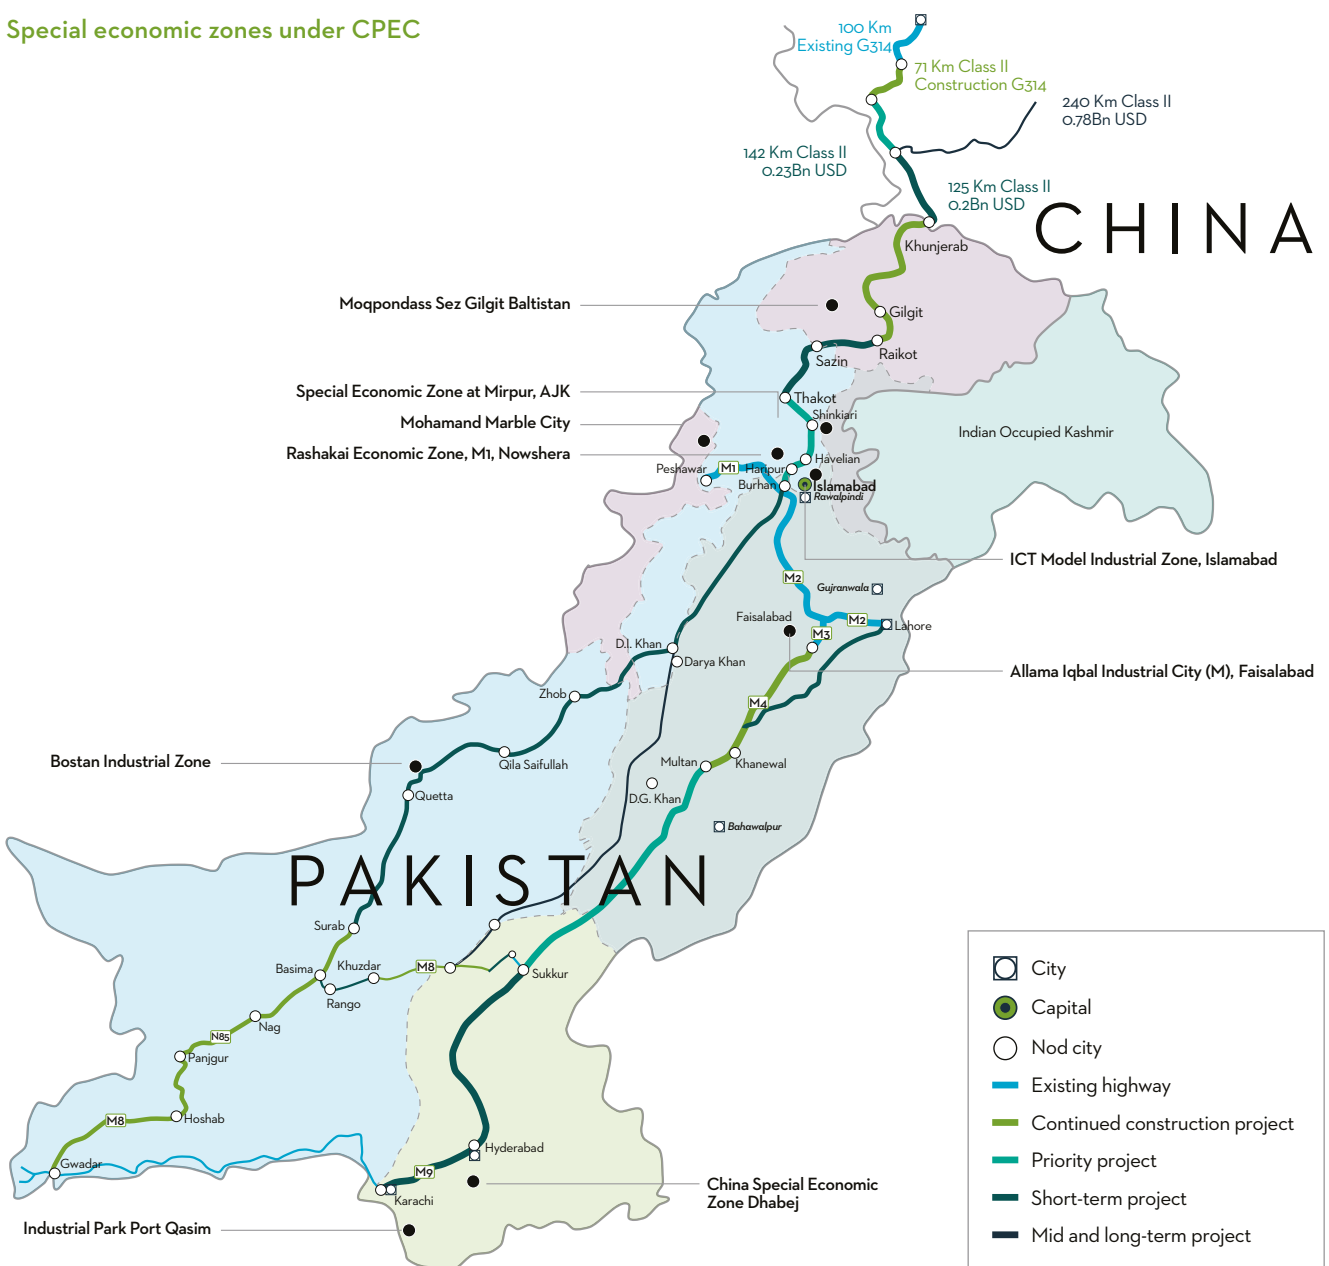 Special economic zones under CPEC
100 Km
Existing G314
71 Km Class II
Construction G314
240 Km Class II
0.78Bn USD
142 Km Class II
0.23Bn USD
125 Km Class II
0.2Bn USD
CHINA
Khunjerab
Moqpondass Sez Gilgit Baltistan
Gilgit
Sazin
Raikot
Special Economic Zone at Mirpur, AJK
Thakot
Shinkiari
Mohamand Marble City
Indian Occupied Kashmir
Rashakai Economic Zone, M1, Nowshera
Peshawar
M1
Haripur
Havelian
Burhan
Islamabad
Rawalpindi
ICT Model Industrial Zone, Islamabad
M2
Gujranwala
Faisalabad
M2
Lahore
M3
D.I. Khan
Darya Khan
Allama Iqbal Industrial City (M), Faisalabad
Zhob
M4
Bostan Industrial Zone
Qila Saifullah
Multan
Khanewal
Quetta
D.G. Khan
Bahawalpur
PAKISTAN
Surab
Basima
Khuzdar
M8
Sukkur
Rango
Nag
N85
Panjgur
M8
Hoshab
Gwadar
Hyderabad
M9
Karachi
China Special Economic
Zone Dhabej
Industrial Park Port Qasim
City
Capital
Nod city
Existing highway
Continued construction project
Priority project
Short-term project
Mid and long-term project